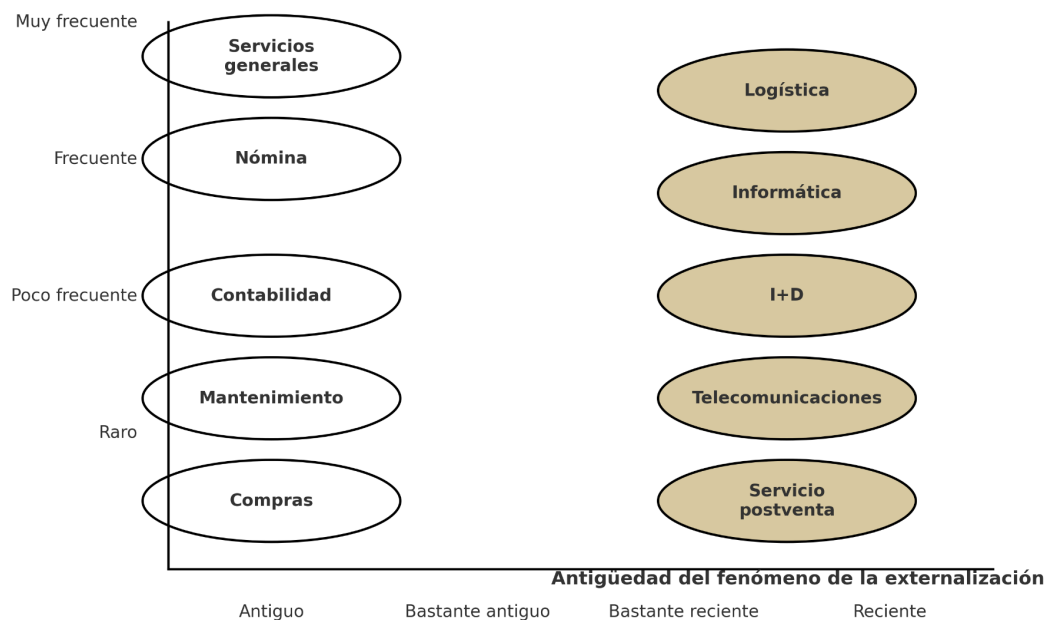 Muy frecuente
Servicios
generales
Logística
Frecuente
Nómina
Informática
Poco frecuente
Contabilidad
I+D
Mantenimiento
Telecomunicaciones
Raro
Compras
Servicio
postventa
Antigüedad del fenómeno de la externalización
Antiguo
Bastante antiguo
Bastante reciente
Reciente